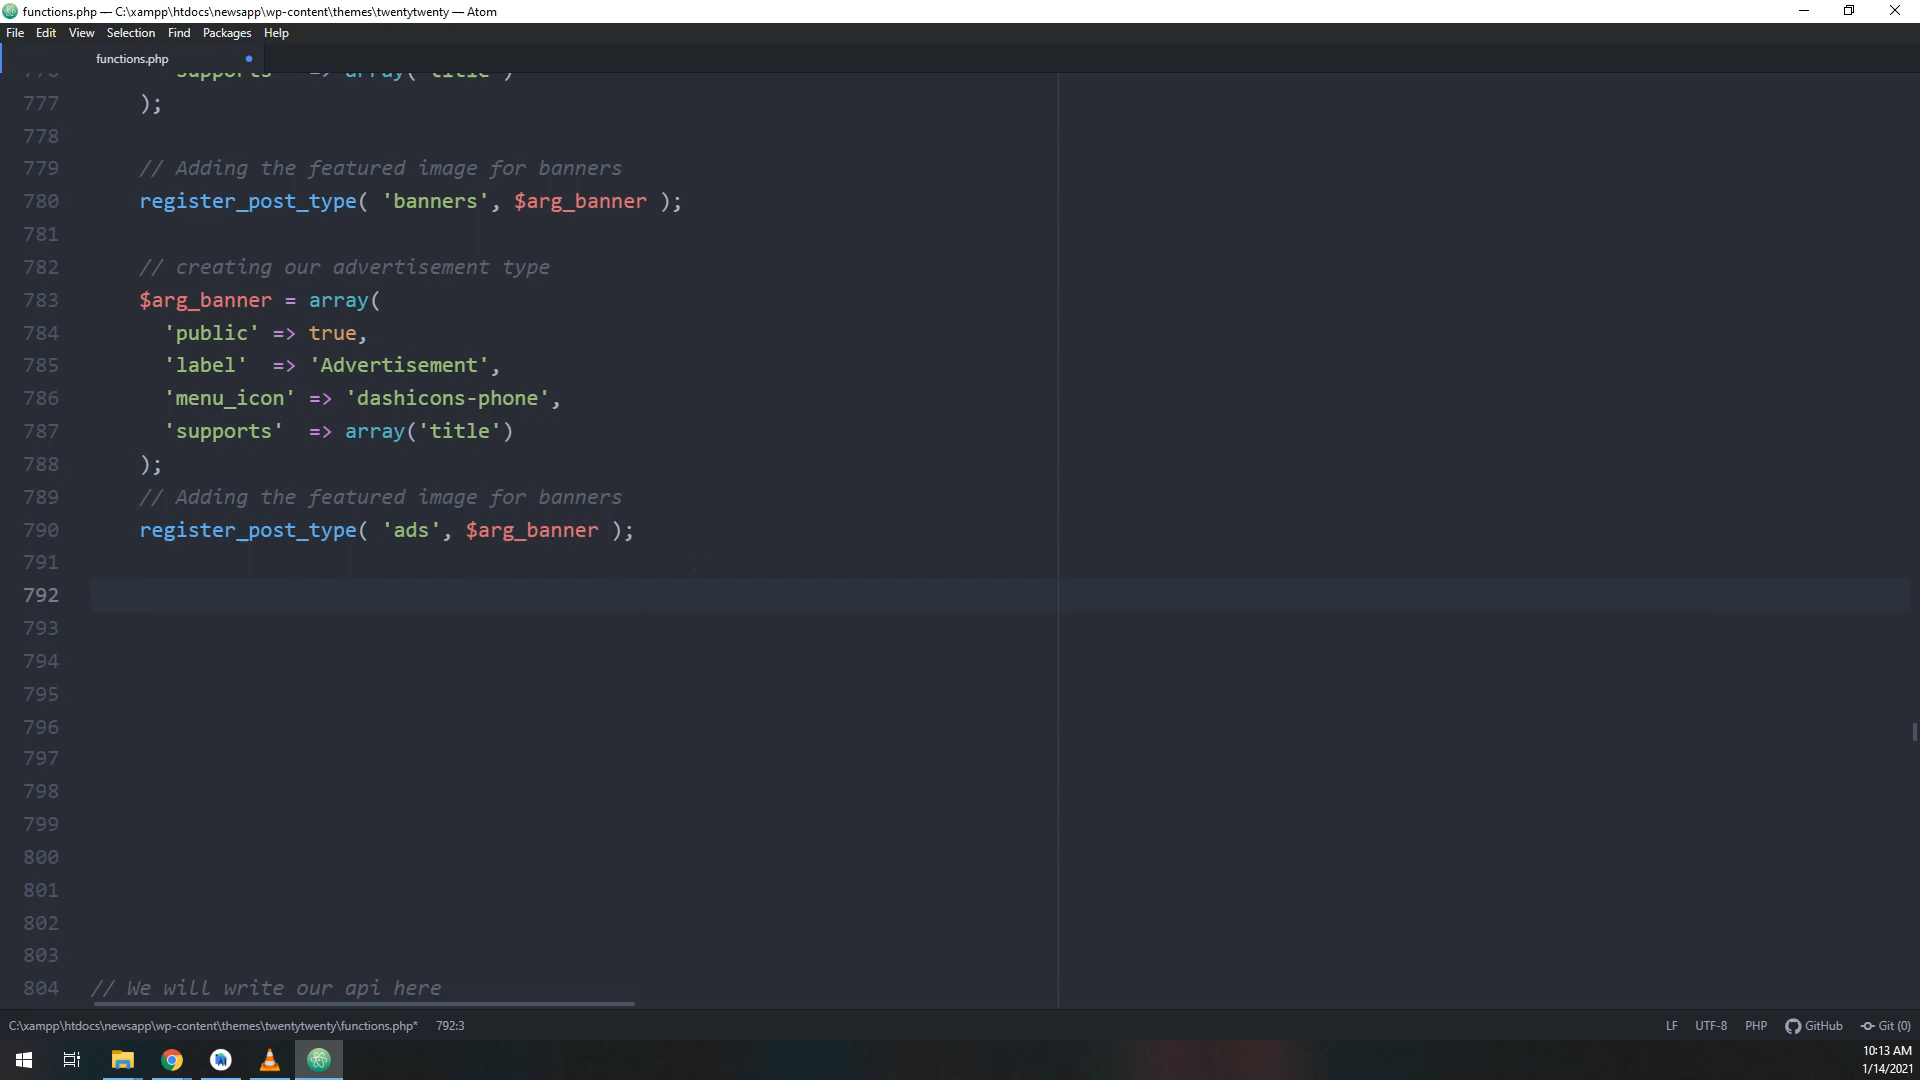 functions.php — C:\xampp\htdocs\newsapp\wp-content\themes\twentytwenty — Atom
File Edit View Selection Find Packages Help
functions.php
'supports' => array('title')
777 );
778
779 // Adding the featured image for banners
780 register_post_type( 'banners', $arg_banner );
781
782 // creating our advertisement type
783 $arg_banner = array(
784 'public' => true,
785 'label' => 'Advertisement',
786 'menu_icon' => 'dashicons-phone',
787 'supports' => array('title')
788 );
789 // Adding the featured image for banners
790 register_post_type( 'ads', $arg_banner );
791
792
793
794
795
796
797
798
799
800
801
802
803
804 // We will write our api here
C:\xampp\htdocs\newsapp\wp-content\themes\twentytwenty\functions.php* 792:3 LF UTF-8 PHP GitHub Git (0)
10:13 AM
1/14/2021